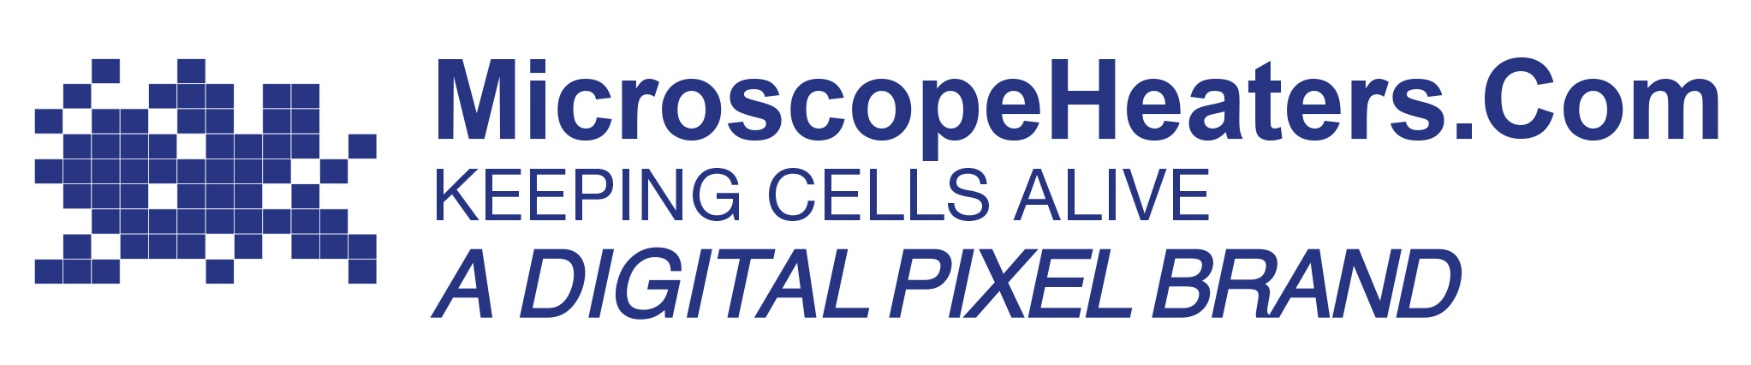 MicroscopeHeaters.Com
KEEPING CELLS ALIVE
A DIGITAL PIXEL BRAND